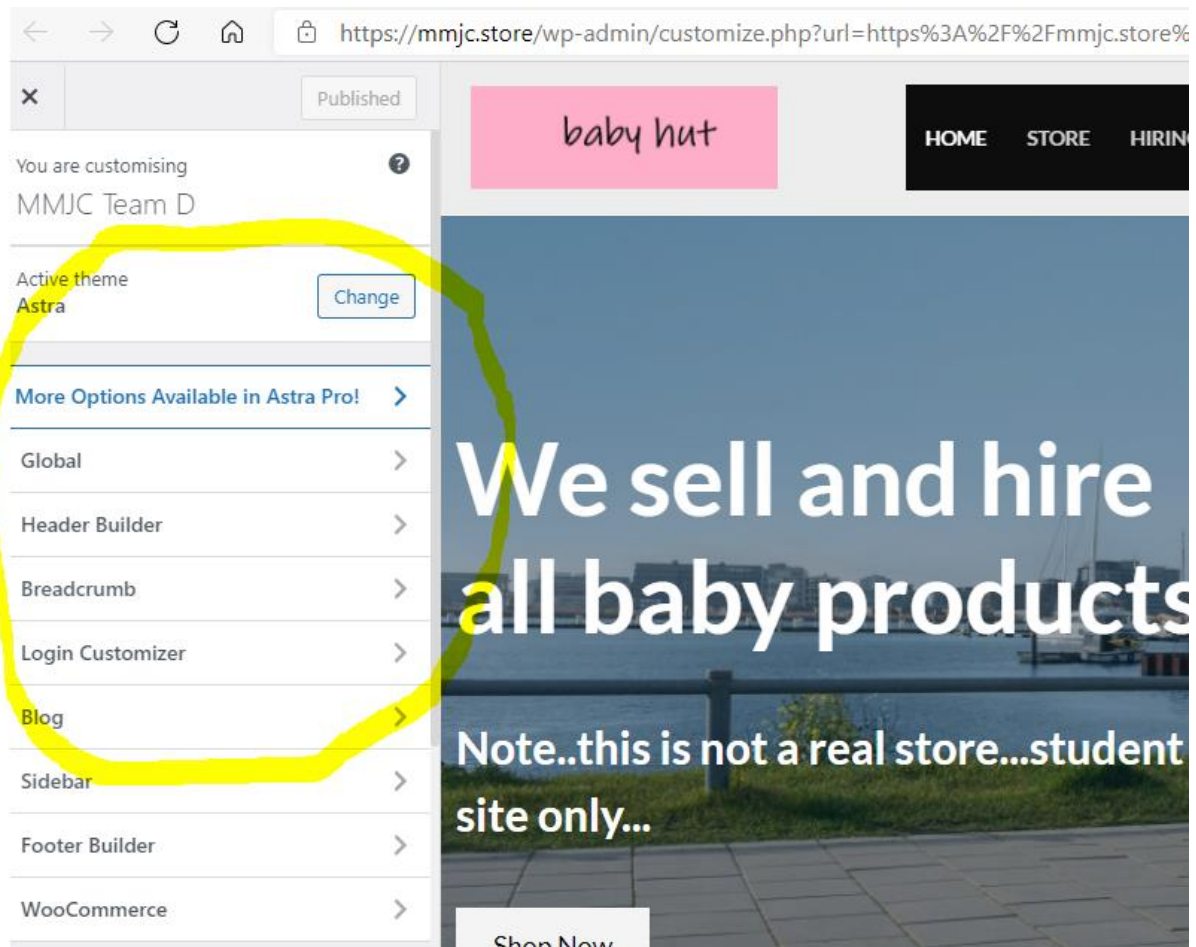 https://mmjc.store/wp-admin/customize.php?url=https%3A%2F%2Fmmjc.store%
Published
You are customising
MMJC Team D
Active theme
Astra
Change
More Options Available in Astra Pro!
Global
Header Builder
Breadcrumb
Login Customizer
Blog
Sidebar
Footer Builder
WooCommerce
baby hut
HOME STORE HIRING
We sell and hire
all baby products
Note..this is not a real store...student
site only...
Shop Now